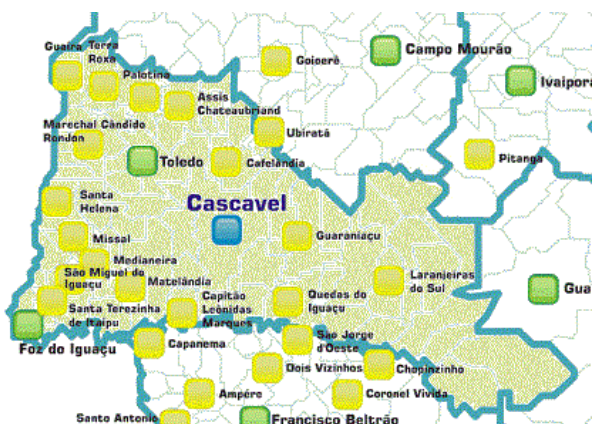 Guaíra
Terra
Roxa
Palotina
Assis
Chateaubriand
Goioerê
Campo Mourão
Ivaiporã
Marechal Cândido
Rondon
Toledo
Cafelândia
Ubiratã
Pitanga
Santa
Helena
Cascavel
Missal
Guaraniaçu
Medianeira
São Miguel do
Iguaçu
Matelândia
Laranjeiras
do Sul
Santa Terezinha
de Itaipu
Capitão
Leônidas
Marques
Quedas do
Iguaçu
Gua
Foz do Iguaçu
Capanema
São Jorge
d'Oeste
Dois Vizinhos
Chopinzinho
Ampére
Coronel Vivida
Santo Antonio
Francisco Beltrão